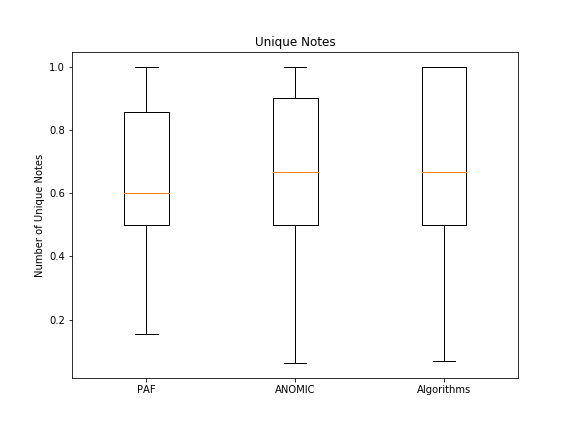 Unique Notes
Number of Unique Notes
1.0
0.8
0.6
0.4
0.2
PAF
ANOMIC
Algorithms